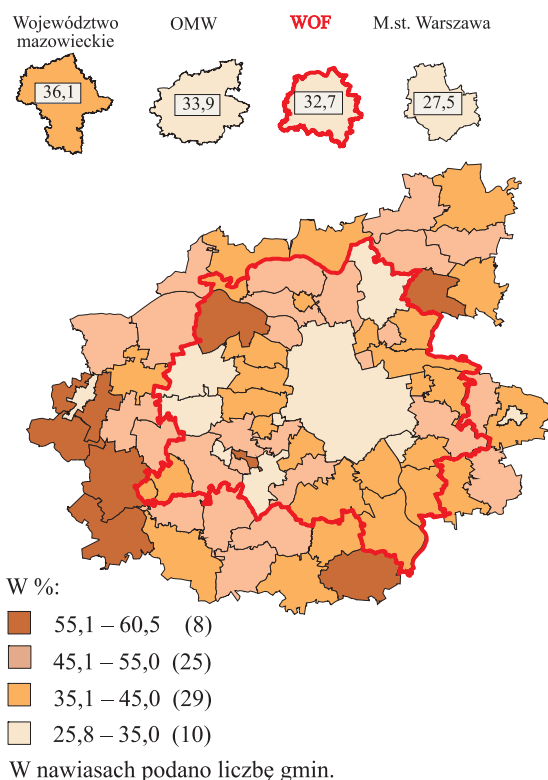 Województwo
mazowieckie
OMW
WOF
M.st. Warszawa
36,1
33,9
32,7
27,5
W %:
55,1 – 60,5 (8)
45,1 – 55,0 (25)
35,1 – 45,0 (29)
25,8 – 35,0 (10)
W nawiasach podano liczbę gmin.